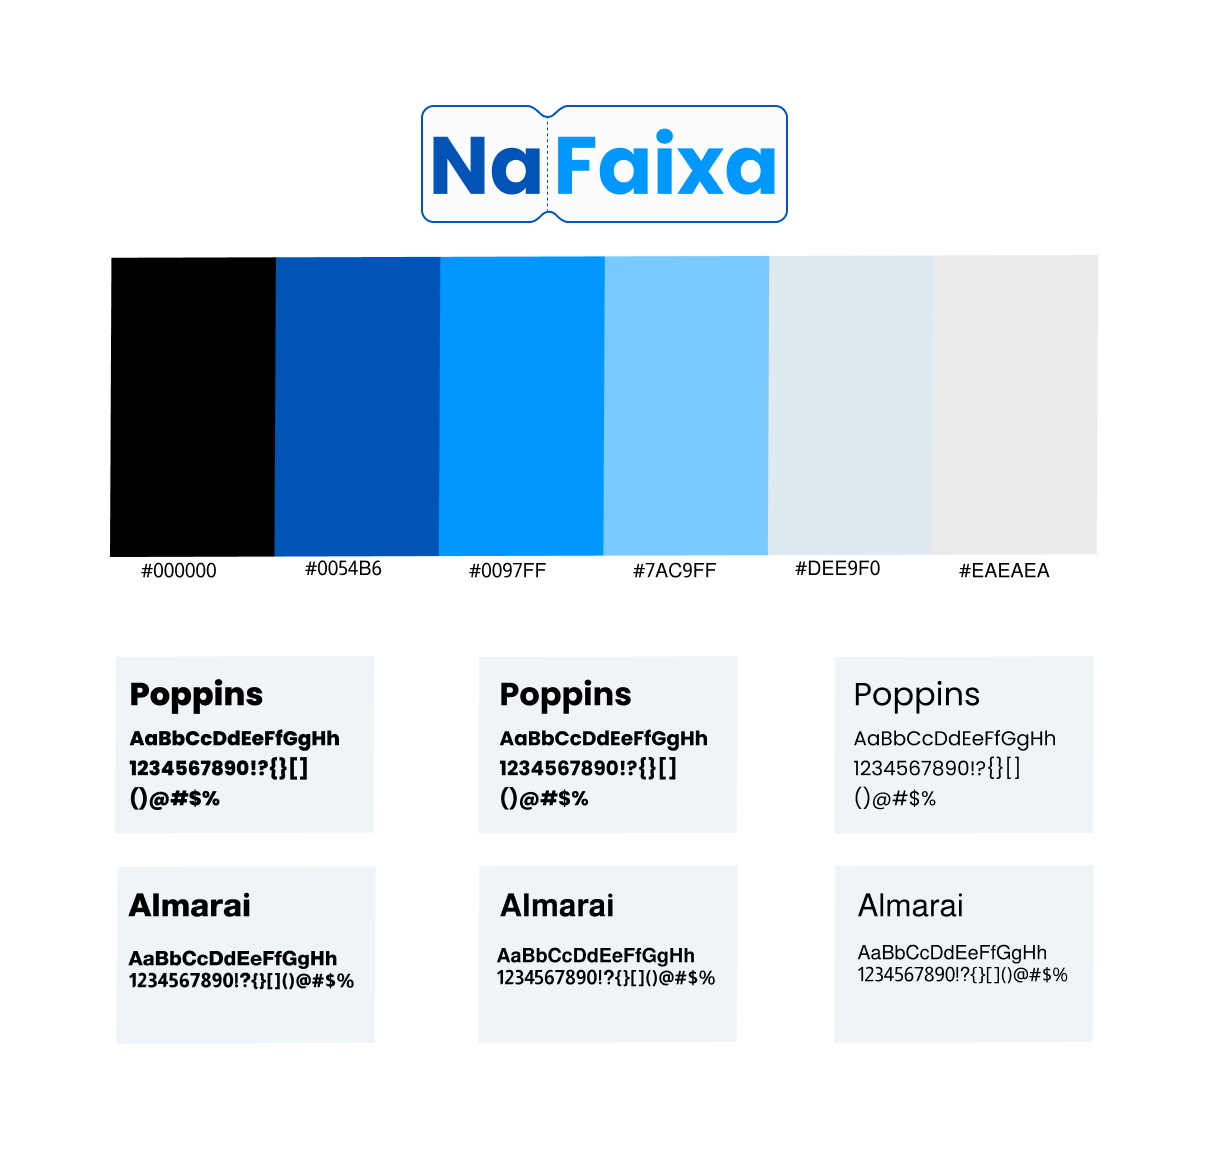 NaFaixa
#000000 #0054B6 #0097FF #7AC9FF #DEE9F0 #EAEAEA
Poppins
AaBbCcDdEeFfGgHh
1234567890!?{}[]
()@#$%
Poppins
AaBbCcDdEeFfGgHh
1234567890!?{}[]
()@#$%
Poppins
AaBbCcDdEeFfGgHh
1234567890!?{}[]
()@#$%
Almarai
AaBbCcDdEeFfGgHh
1234567890!?{}[]()@#$%
Almarai
AaBbCcDdEeFfGgHh
1234567890!?{}[]()@#$%
Almarai
AaBbCcDdEeFfGgHh
1234567890!?{}[]()@#$%